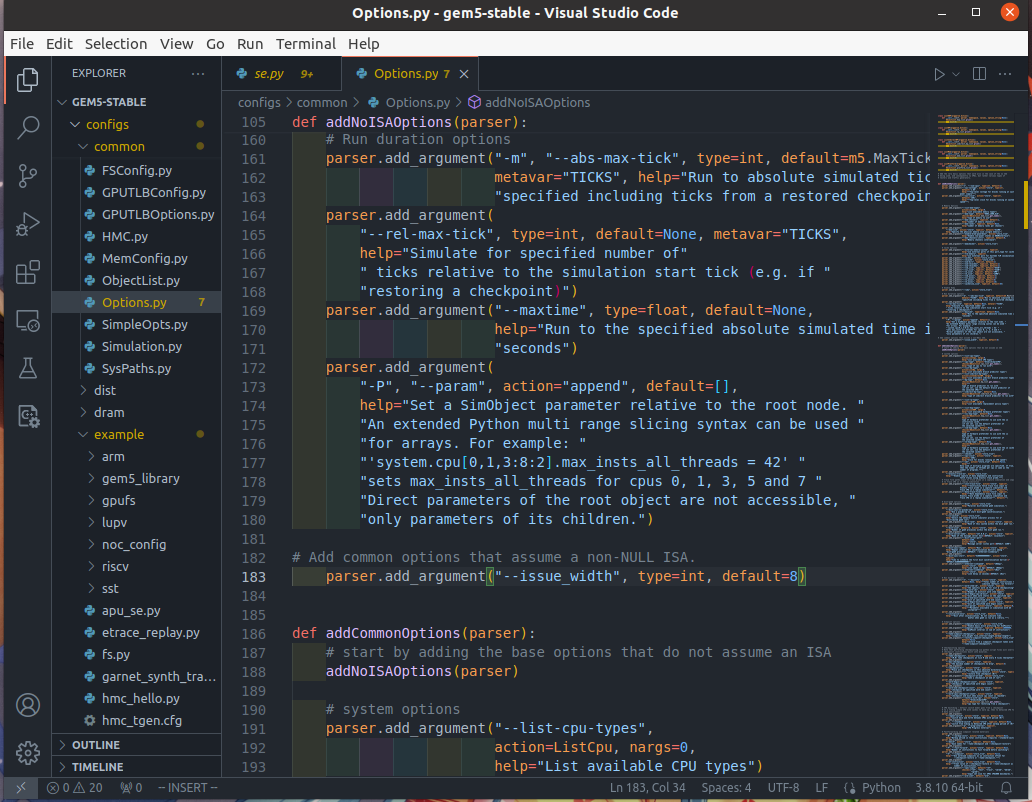 Options.py - gem5-stable - Visual Studio Code
File Edit Selection View Go Run Terminal Help
EXPLORER
GEM5-STABLE
configs
common
FSConfig.py
GPUTLBConfig.py
GPUTLBOptions.py
HMC.py
MemConfig.py
ObjectList.py
Options.py 7
SimpleOpts.py
Simulation.py
SysPaths.py
dist
dram
example
arm
gem5_library
gpufs
lupv
noc_config
riscv
sst
apu_se.py
etrace_replay.py
fs.py
garnet_synth_tra...
hmc_hello.py
hmc_tgen.cfg
OUTLINE
TIMELINE
se.py 9+
Options.py 7
configs > common > Options.py > addNoISAOptions
105 def addNoISAOptions(parser):
160 # Run duration options
161 parser.add_argument("-m", "--abs-max-tick", type=int, default=m5.MaxTick
162 metavar="TICKS", help="Run to absolute simulated tic
163 "specified including ticks from a restored checkpoin
164 parser.add_argument(
165 "--rel-max-tick", type=int, default=None, metavar="TICKS",
166 help="Simulate for specified number of"
167 " ticks relative to the simulation start tick (e.g. if "
168 "restoring a checkpoint)")
169 parser.add_argument("--maxtime", type=float, default=None,
170 help="Run to the specified absolute simulated time i
171 "seconds")
172 parser.add_argument(
173 "-P", "--param", action="append", default=[],
174 help="Set a SimObject parameter relative to the root node. "
175 "An extended Python multi range slicing syntax can be used "
176 "for arrays. For example: "
177 "'system.cpu[0,1,3:8:2].max_insts_all_threads = 42' "
178 "sets max_insts_all_threads for cpus 0, 1, 3, 5 and 7 "
179 "Direct parameters of the root object are not accessible, "
180 "only parameters of its children.")
181
182 # Add common options that assume a non-NULL ISA.
183 parser.add_argument("--issue_width", type=int, default=8)
184
185
186 def addCommonOptions(parser):
187 # start by adding the base options that do not assume an ISA
188 addNoISAOptions(parser)
189
190 # system options
191 parser.add_argument("--list-cpu-types",
192 action=ListCpu, nargs=0,
193 help="List available CPU types")
0 20 0 -- INSERT -- Ln 183, Col 34 Spaces: 4 UTF-8 LF Python 3.8.10 64-bit